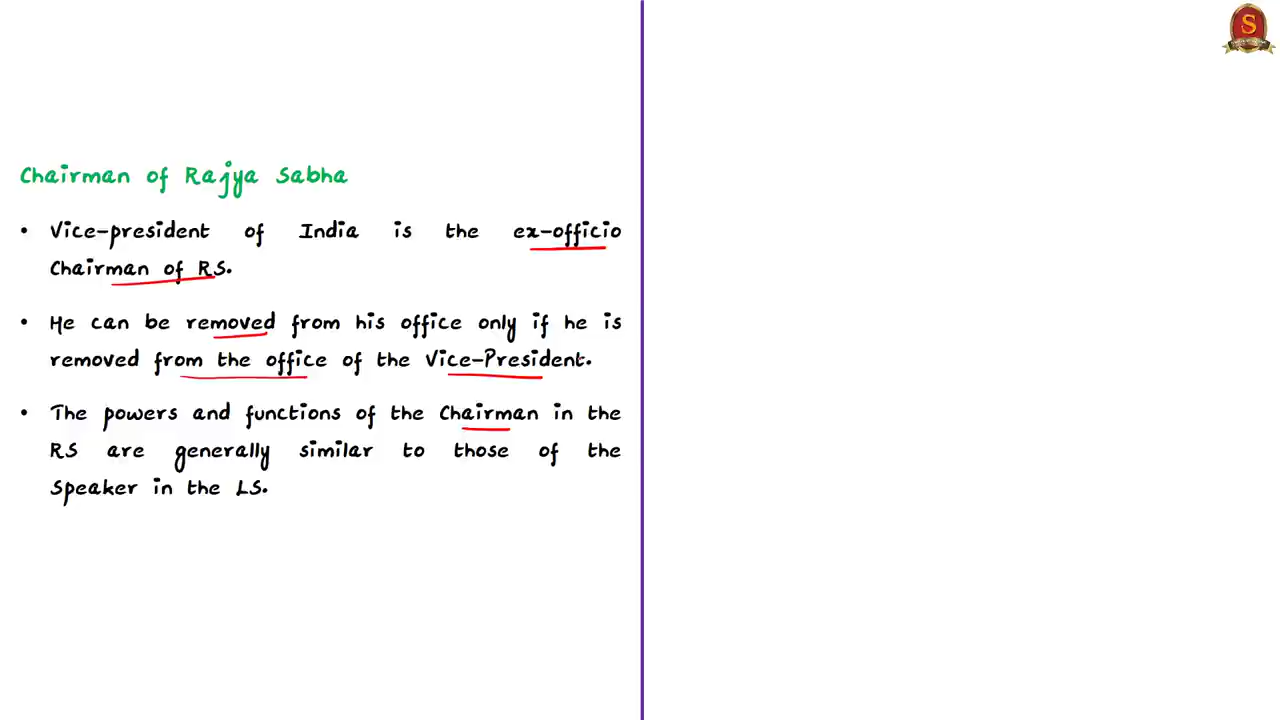 S
Chairman of Rajya Sabha
• Vice-president of India is the ex-officio
Chairman of RS.
• He can be removed from his office only if he is
removed from the office of the Vice-President.
• The powers and functions of the Chairman in the
RS are generally similar to those of the
Speaker in the LS.